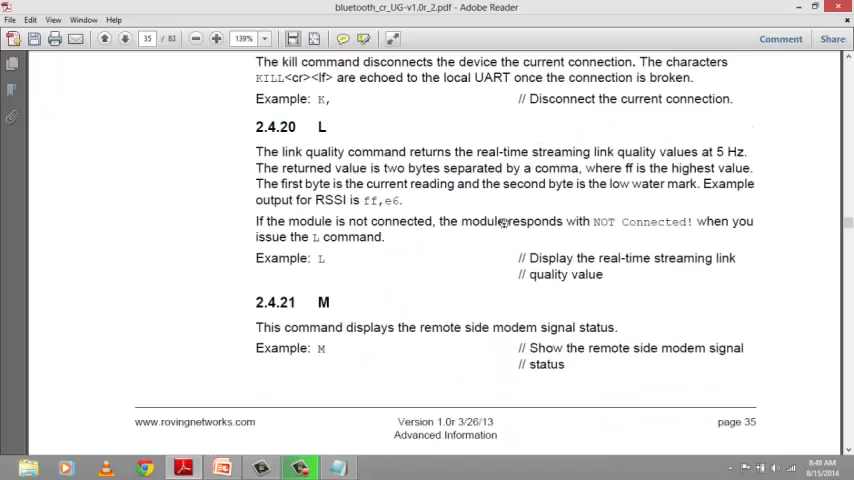 bluetooth_cr_UG-v1.0r_2.pdf - Adobe Reader
File Edit View Window Help
35 / 83 139% Comment Share
The kill command disconnects the device the current connection. The characters
KILL<cr><lf> are echoed to the local UART once the connection is broken.
Example: K, // Disconnect the current connection.
2.4.20 L
The link quality command returns the real-time streaming link quality values at 5 Hz.
The returned value is two bytes separated by a comma, where ff is the highest value.
The first byte is the current reading and the second byte is the low water mark. Example
output for RSSI is ff,e6.
If the module is not connected, the module responds with NOT Connected! when you
issue the L command.
Example: L // Display the real-time streaming link
// quality value
2.4.21 M
This command displays the remote side modem signal status.
Example: M // Show the remote side modem signal
// status
www.rovingnetworks.com Version 1.0r 3/26/13 page 35
Advanced Information
8:48 AM
8/15/2014